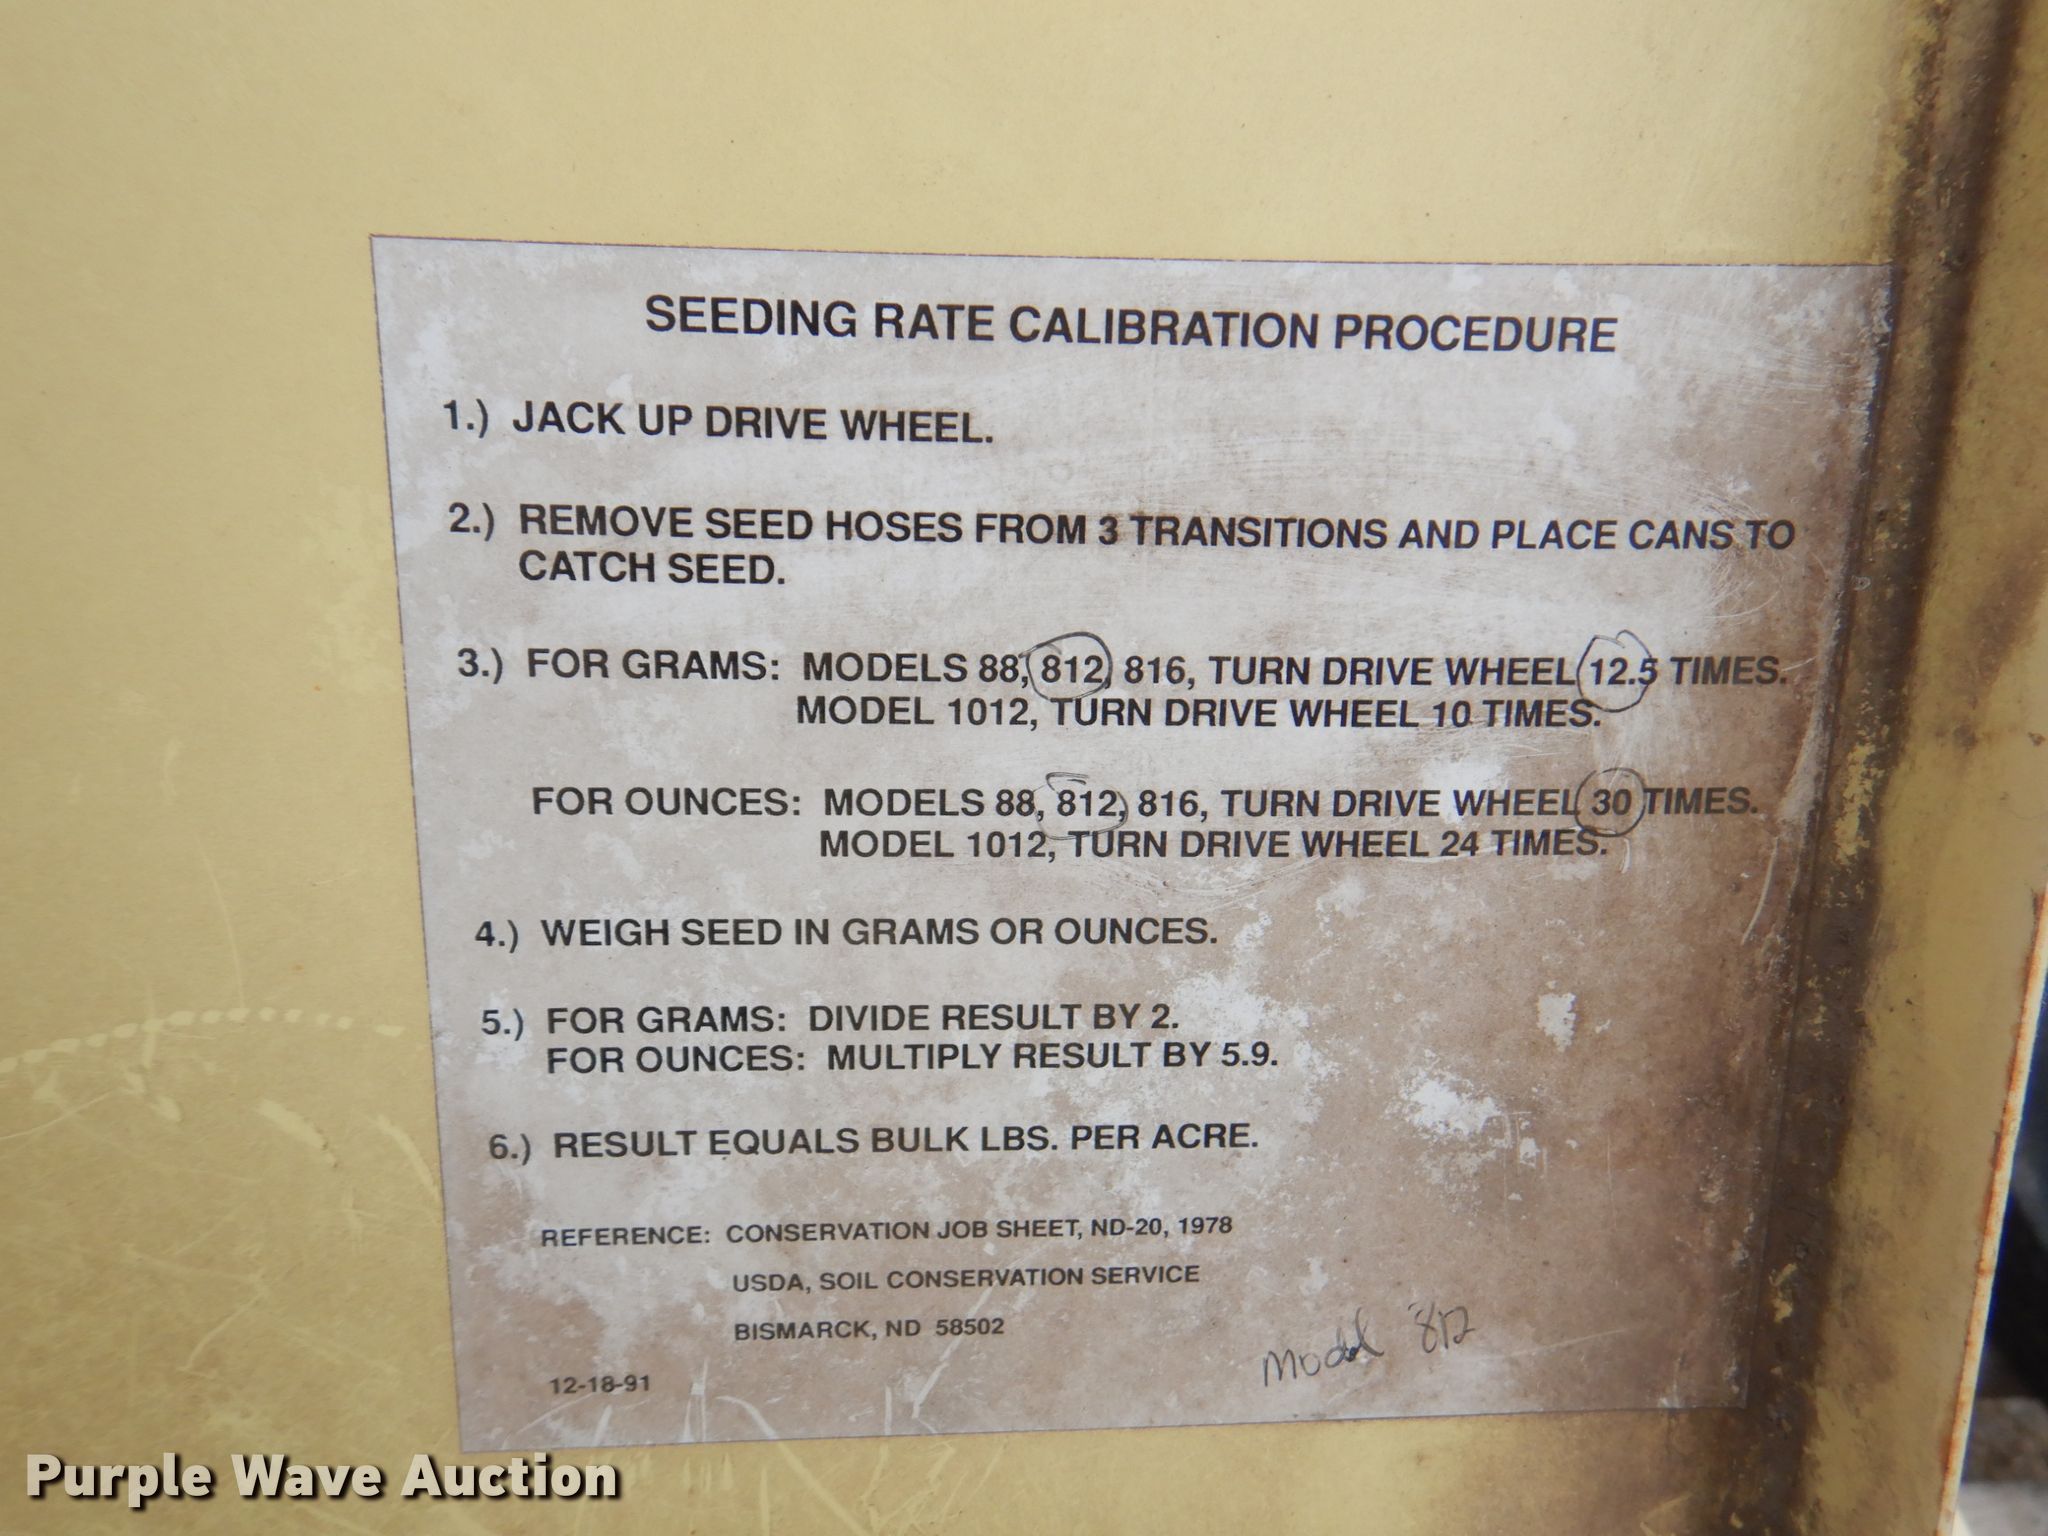 SEEDING RATE CALIBRATION PROCEDURE
1.) JACK UP DRIVE WHEEL.
2.) REMOVE SEED HOSES FROM 3 TRANSITIONS AND PLACE CANS TO
CATCH SEED.
3.) FOR GRAMS: MODELS 88, 812, 816, TURN DRIVE WHEEL 12.5 TIMES.
MODEL 1012, TURN DRIVE WHEEL 10 TIMES.
FOR OUNCES: MODELS 88, 812, 816, TURN DRIVE WHEEL 30 TIMES.
MODEL 1012, TURN DRIVE WHEEL 24 TIMES.
4.) WEIGH SEED IN GRAMS OR OUNCES.
5.) FOR GRAMS: DIVIDE RESULT BY 2.
FOR OUNCES: MULTIPLY RESULT BY 5.9.
6.) RESULT EQUALS BULK LBS. PER ACRE.
REFERENCE: CONSERVATION JOB SHEET, ND-20, 1978
USDA, SOIL CONSERVATION SERVICE
BISMARCK, ND 58502
Model 812
12-18-91
Purple Wave Auction